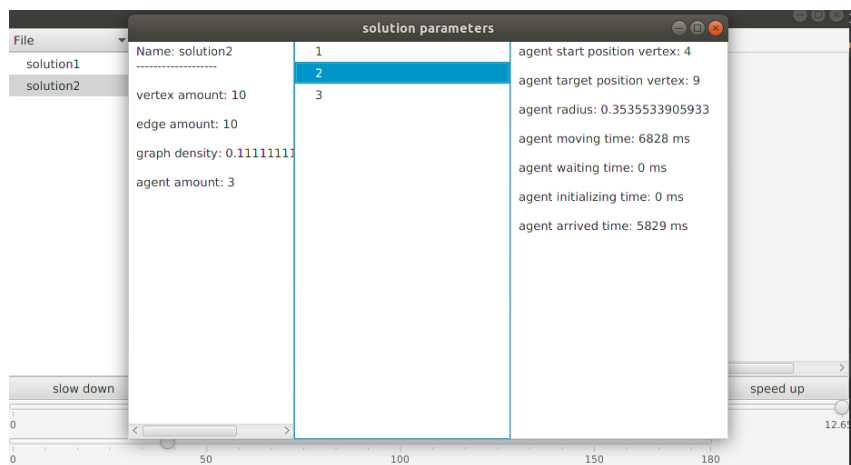 solution parameters
File
solution1
solution2
Name: solution2
-------------------
vertex amount: 10
edge amount: 10
graph density: 0.11111111
agent amount: 3
1
2
3
agent start position vertex: 4
agent target position vertex: 9
agent radius: 0.3535533905933
agent moving time: 6828 ms
agent waiting time: 0 ms
agent initializing time: 0 ms
agent arrived time: 5829 ms
slow down
speed up
0
12.65
0
50
100
150
180